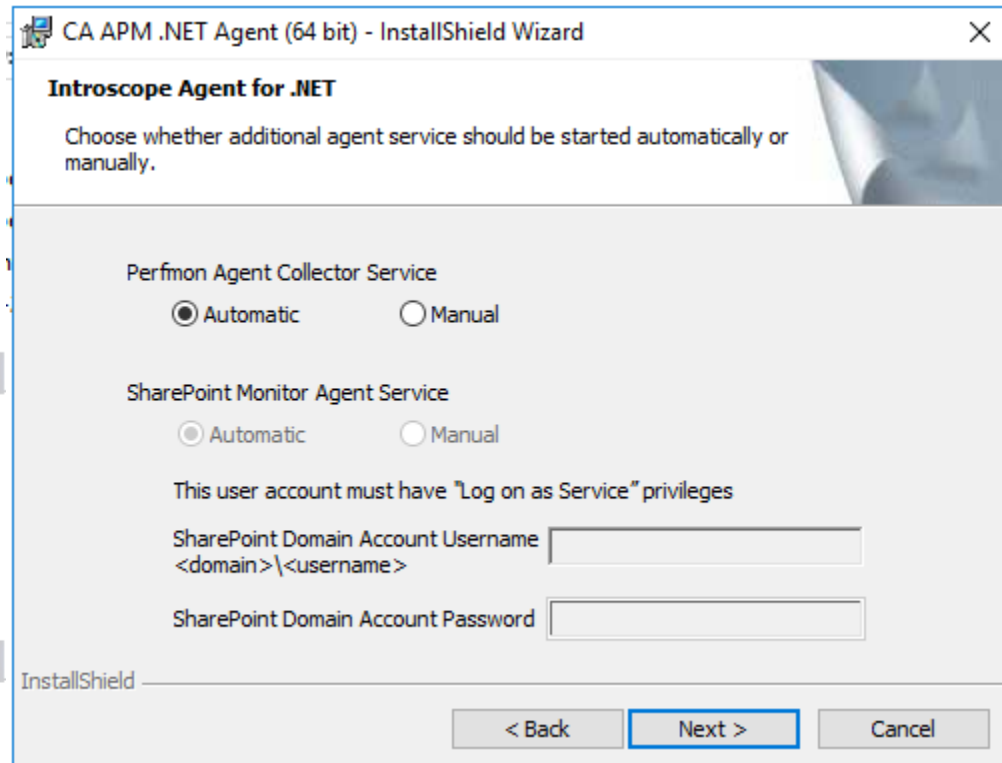 CA APM .NET Agent (64 bit) - InstallShield Wizard
Introscope Agent for .NET
Choose whether additional agent service should be started automatically or
manually.
Perfmon Agent Collector Service
Automatic Manual
SharePoint Monitor Agent Service
Automatic Manual
This user account must have "Log on as Service" privileges
SharePoint Domain Account Username
<domain>\<username>
SharePoint Domain Account Password
InstallShield
< Back Next > Cancel